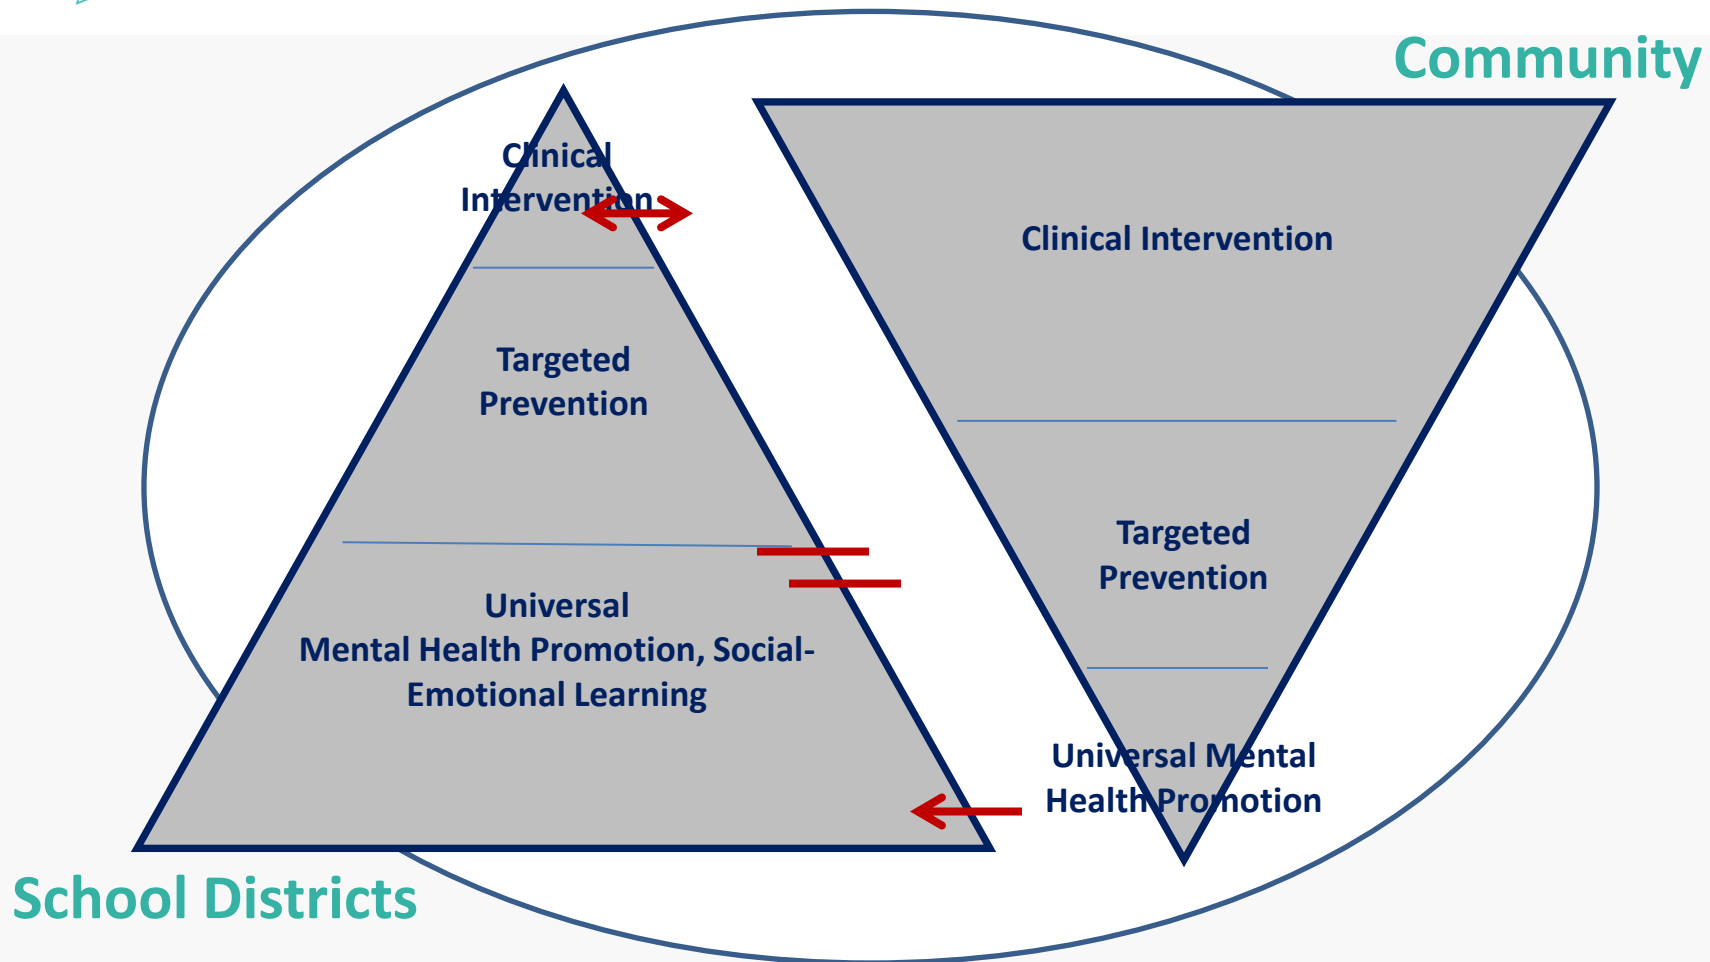 Community
Clinical
Intervention
Clinical Intervention
Targeted
Prevention
Targeted
Prevention
Universal
Mental Health Promotion, Social-
Emotional Learning
Universal Mental
Health Promotion
School Districts